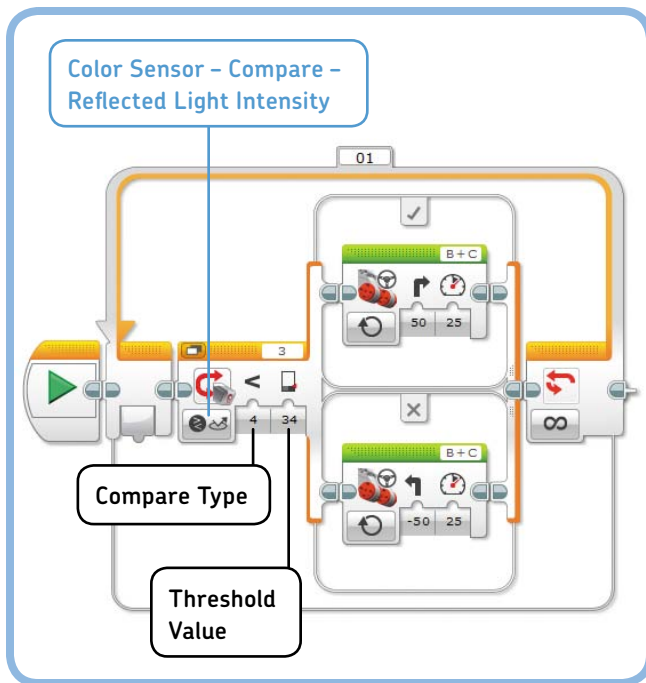 Color Sensor – Compare –
Reflected Light Intensity
01
B + C
50 25
3
<
4 34
B + C
-50 25
Compare Type
Threshold
Value